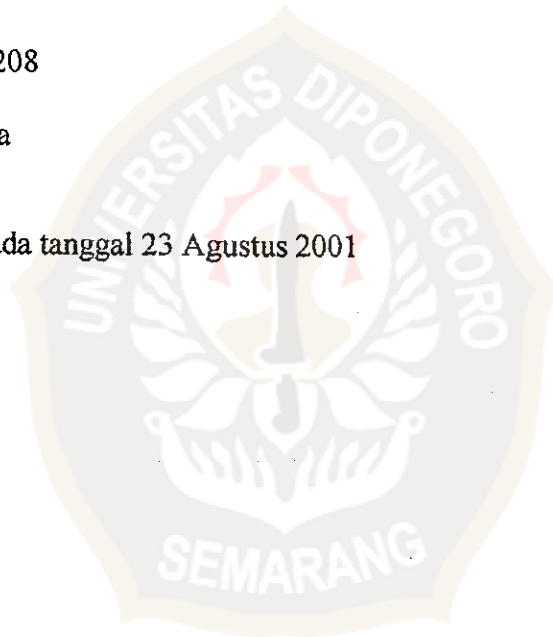 208
a
da tanggal 23 Agustus 2001
UNIVERSITAS DIPONEGORO
SEMARANG